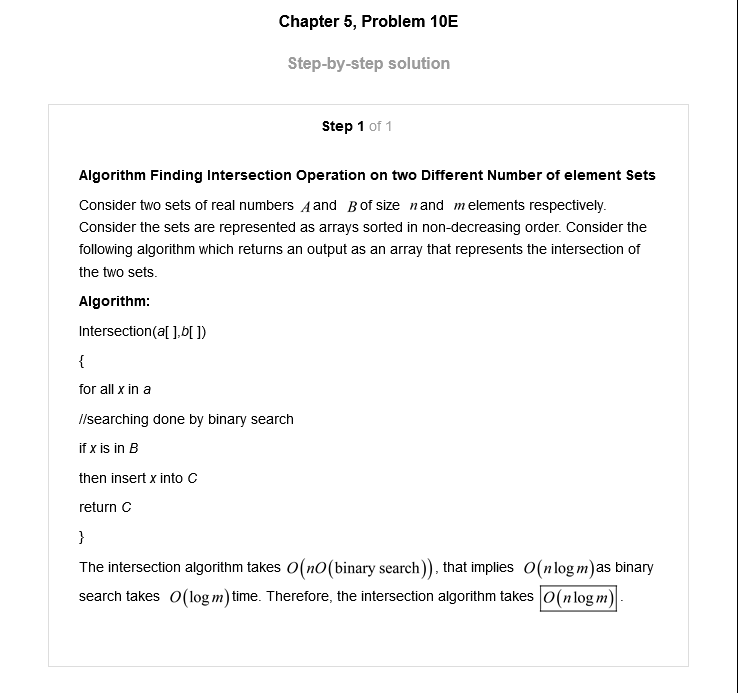 Chapter 5, Problem 10E
Step-by-step solution
Step 1 of 1
Algorithm Finding Intersection Operation on two Different Number of element Sets
Consider two sets of real numbers A and B of size n and m elements respectively.
Consider the sets are represented as arrays sorted in non-decreasing order. Consider the
following algorithm which returns an output as an array that represents the intersection of
the two sets.
Algorithm:
Intersection(a[ ],b[ ])
{
for all x in a
//searching done by binary search
if x is in B
then insert x into C
return C
}
The intersection algorithm takes O(nO(binary search)), that implies O(n log m) as binary
search takes O(log m) time. Therefore, the intersection algorithm takes O(n log m).